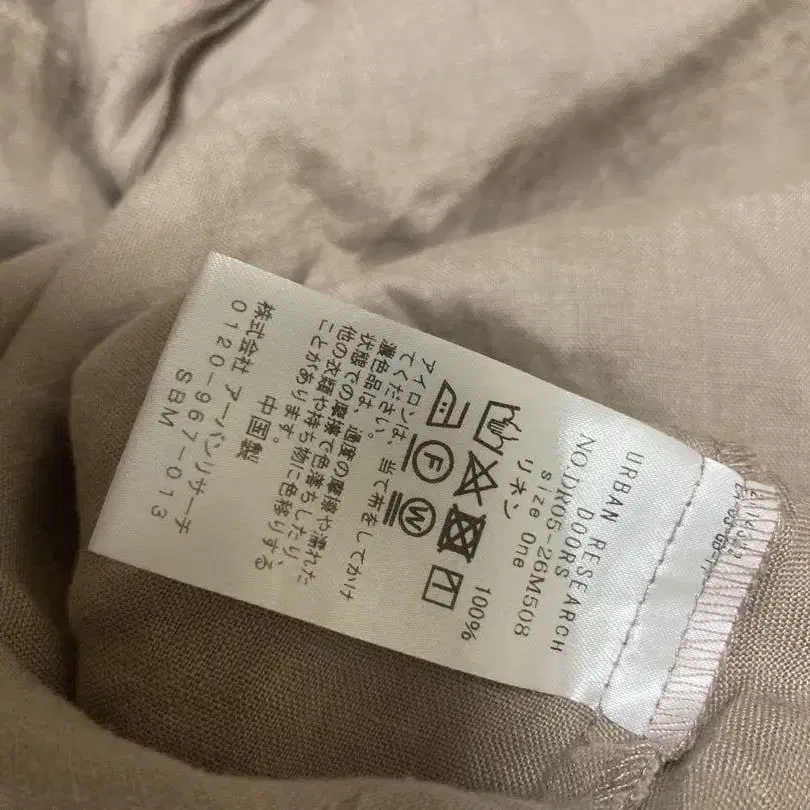 URBAN RESEARCH
DOORS
NO.DR05-26M508
size One
リネン 100%
F W
アイロンは、当て布をしてかけ
てください。
濃色品は、過度の摩擦や濡れた
状態での摩擦で色落ちしたり、
他の衣類や持ち物に色移りする
ことがあります。
中国製
株式会社 アーバンリサーチ
0120-967-013
SBM